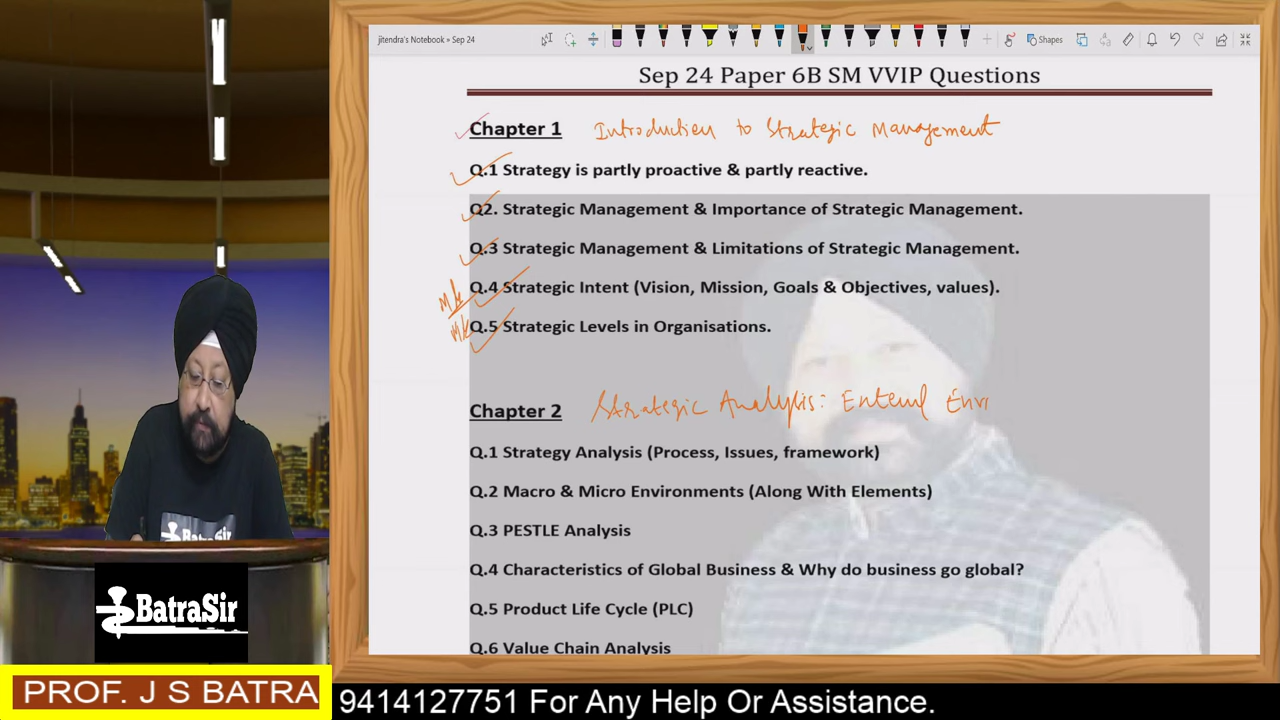 jitendra's Notebook » Sep 24
Shapes
Sep 24 Paper 6B SM VVIP Questions
Chapter 1 Introduction to Strategic Management
Q.1 Strategy is partly proactive & partly reactive.
Q2. Strategic Management & Importance of Strategic Management.
Q.3 Strategic Management & Limitations of Strategic Management.
Q.4 Strategic Intent (Vision, Mission, Goals & Objectives, values).
Q.5 Strategic Levels in Organisations.
Chapter 2 Strategic Analysis:
Q.1 Strategy Analysis (Process, Issues, framework)
Q.2 Macro & Micro Environments (Along With Elements)
Q.3 PESTLE Analysis
Q.4 Characteristics of Global Business & Why do business go global?
Q.5 Product Life Cycle (PLC)
Q.6 Value Chain Analysis
BatraSir
BatraSir
PROF. J S BATRA
9414127751 For Any Help Or Assistance.